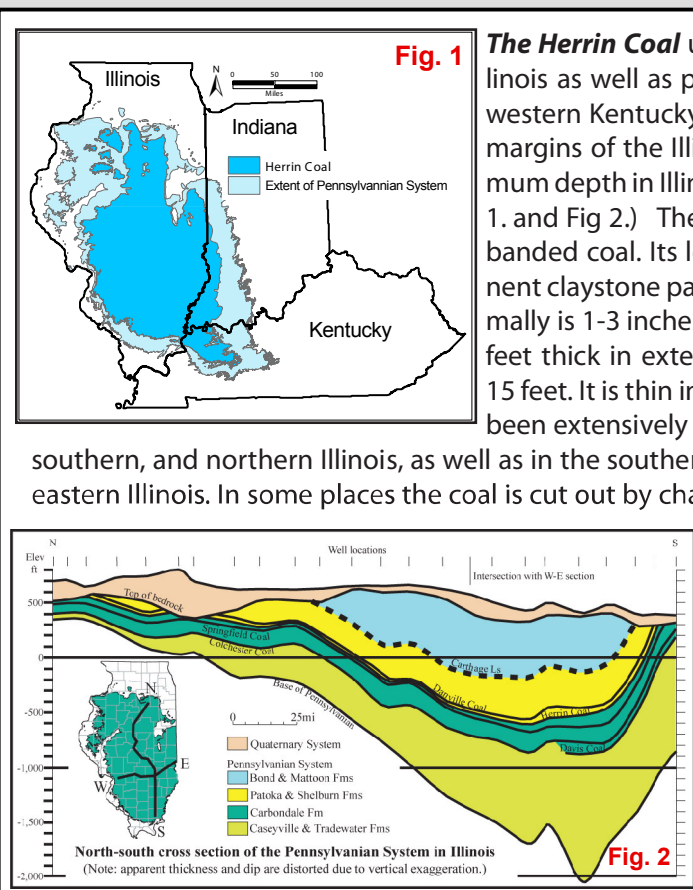 Fig. 1
Illinois
N
0 50 100
Miles
Indiana
Herrin Coal
Extent of Pennsylvannian System
Kentucky
The Herrin Coal u
linois as well as p
western Kentucky
margins of the Illi
mum depth in Illin
1. and Fig 2.) The
banded coal. Its l
nent claystone pa
mally is 1-3 inche
feet thick in exte
15 feet. It is thin in
been extensively
southern, and northern Illinois, as well as in the souther
eastern Illinois. In some places the coal is cut out by cha
N
S
Elev
ft
Well locations
Intersection with W-E section
500
0
-500
-1,000
-1,500
-2,000
Top of bedrock
Springfield Coal
Colchester Coal
Base of Pennsylvanian
Carthage Ls
Danville Coal
Herrin Coal
Davis Coal
N
W
E
S
0 25mi
Quaternary System
Pennsylvanian System
Bond & Mattoon Fms
Patoka & Shelburn Fms
Carbondale Fm
Caseyville & Tradewater Fms
North-south cross section of the Pennsylvanian System in Illinois
(Note: apparent thickness and dip are distorted due to vertical exaggeration.)
Fig. 2